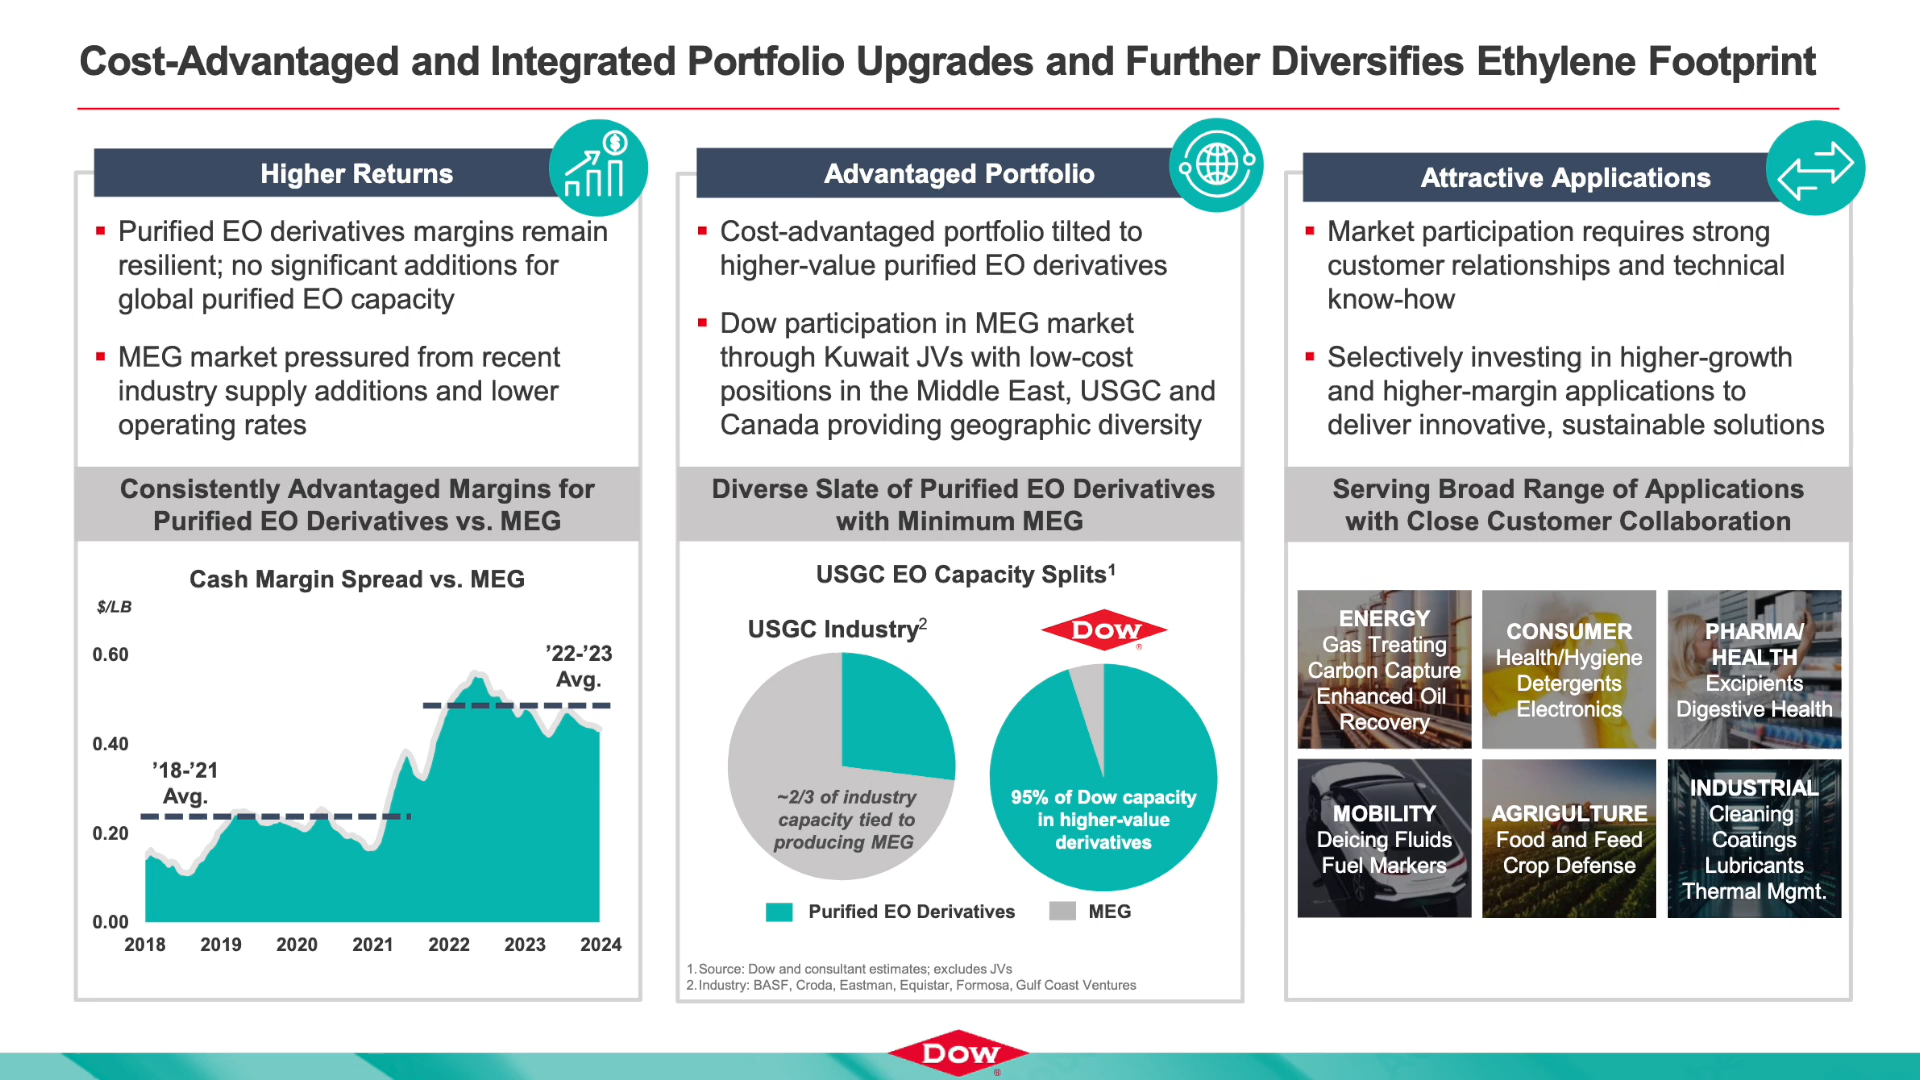 Cost-Advantaged and Integrated Portfolio Upgrades and Further Diversifies Ethylene Footprint
Higher Returns
▪ Purified EO derivatives margins remain
resilient; no significant additions for
global purified EO capacity
▪ MEG market pressured from recent
industry supply additions and lower
operating rates
Consistently Advantaged Margins for
Purified EO Derivatives vs. MEG
Cash Margin Spread vs. MEG
$/LB
0.60
0.40
0.20
0.00
’18-’21
Avg.
’22-’23
Avg.
2018 2019 2020 2021 2022 2023 2024
Advantaged Portfolio
▪ Cost-advantaged portfolio tilted to
higher-value purified EO derivatives
▪ Dow participation in MEG market
through Kuwait JVs with low-cost
positions in the Middle East, USGC and
Canada providing geographic diversity
Diverse Slate of Purified EO Derivatives
with Minimum MEG
USGC EO Capacity Splits¹
USGC Industry²
Dow®
~2/3 of industry
capacity tied to
producing MEG
95% of Dow capacity
in higher-value
derivatives
Purified EO Derivatives MEG
1. Source: Dow and consultant estimates; excludes JVs
2. Industry: BASF, Croda, Eastman, Equistar, Formosa, Gulf Coast Ventures
Attractive Applications
▪ Market participation requires strong
customer relationships and technical
know-how
▪ Selectively investing in higher-growth
and higher-margin applications to
deliver innovative, sustainable solutions
Serving Broad Range of Applications
with Close Customer Collaboration
ENERGY
Gas Treating
Carbon Capture
Enhanced Oil
Recovery
CONSUMER
Health/Hygiene
Detergents
Electronics
PHARMA/
HEALTH
Excipients
Digestive Health
MOBILITY
Deicing Fluids
Fuel Markers
AGRIGULTURE
Food and Feed
Crop Defense
INDUSTRIAL
Cleaning
Coatings
Lubricants
Thermal Mgmt.
Dow®